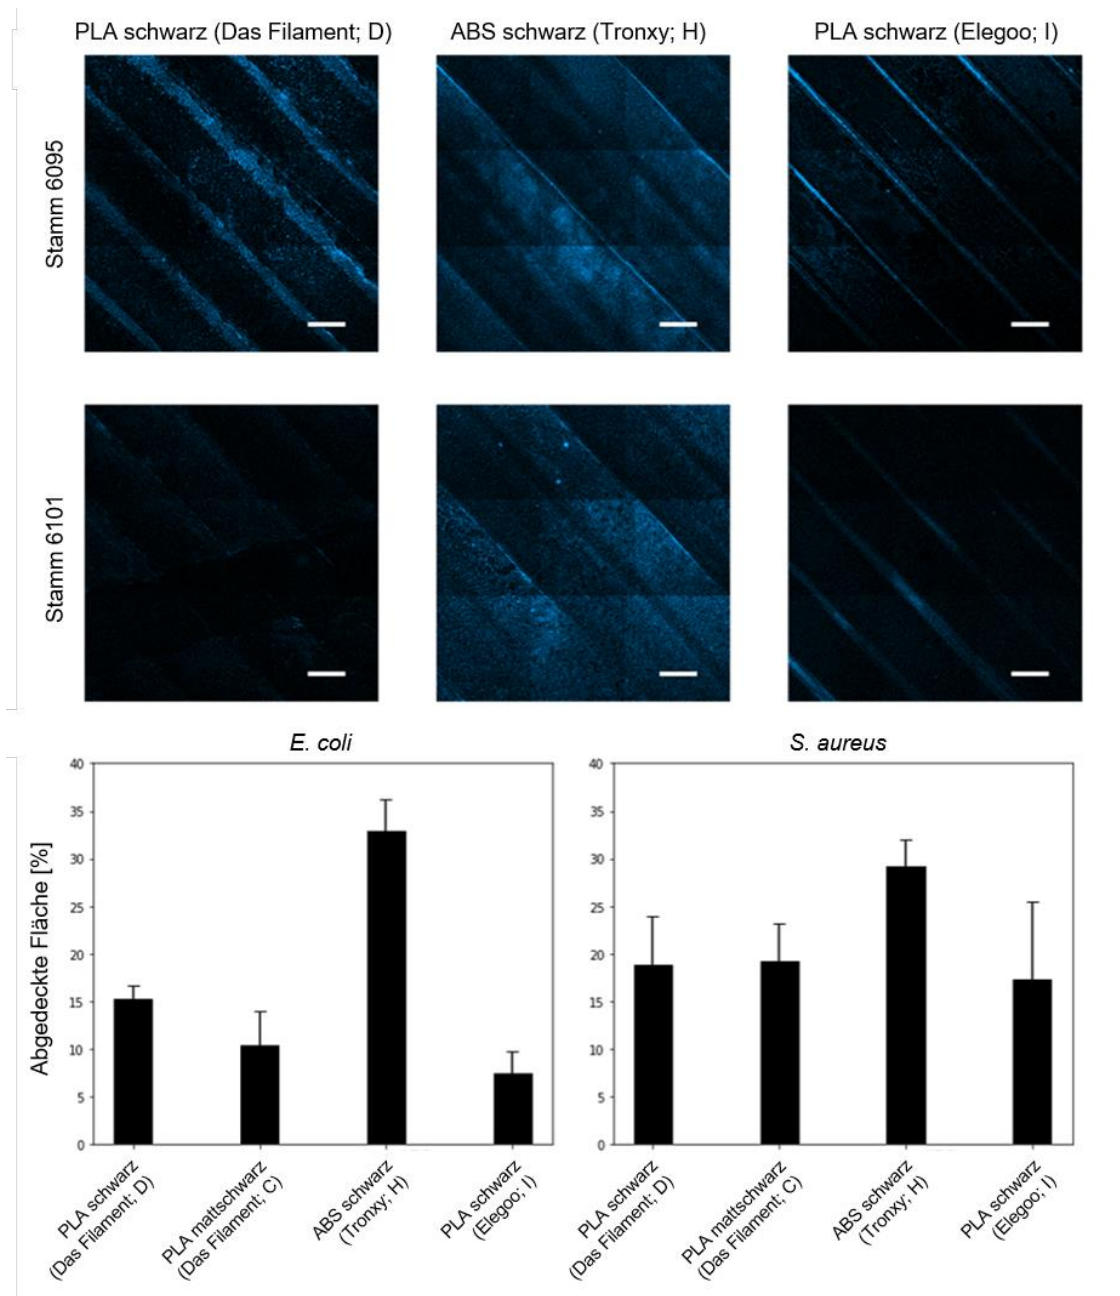 PLA schwarz (Das Filament; D)
ABS schwarz (Tronxy; H)
PLA schwarz (Elegoo; I)
Stamm 6095
Stamm 6101
E. coli
S. aureus
Abgedeckte Fläche [%]
40
35
30
25
20
15
10
5
0
40
35
30
25
20
15
10
5
0
PLA schwarz
(Das Filament; D)
PLA mattschwarz
(Das Filament; C)
ABS schwarz
(Tronxy; H)
PLA schwarz
(Elegoo; I)
PLA schwarz
(Das Filament; D)
PLA mattschwarz
(Das Filament; C)
ABS schwarz
(Tronxy; H)
PLA schwarz
(Elegoo; I)